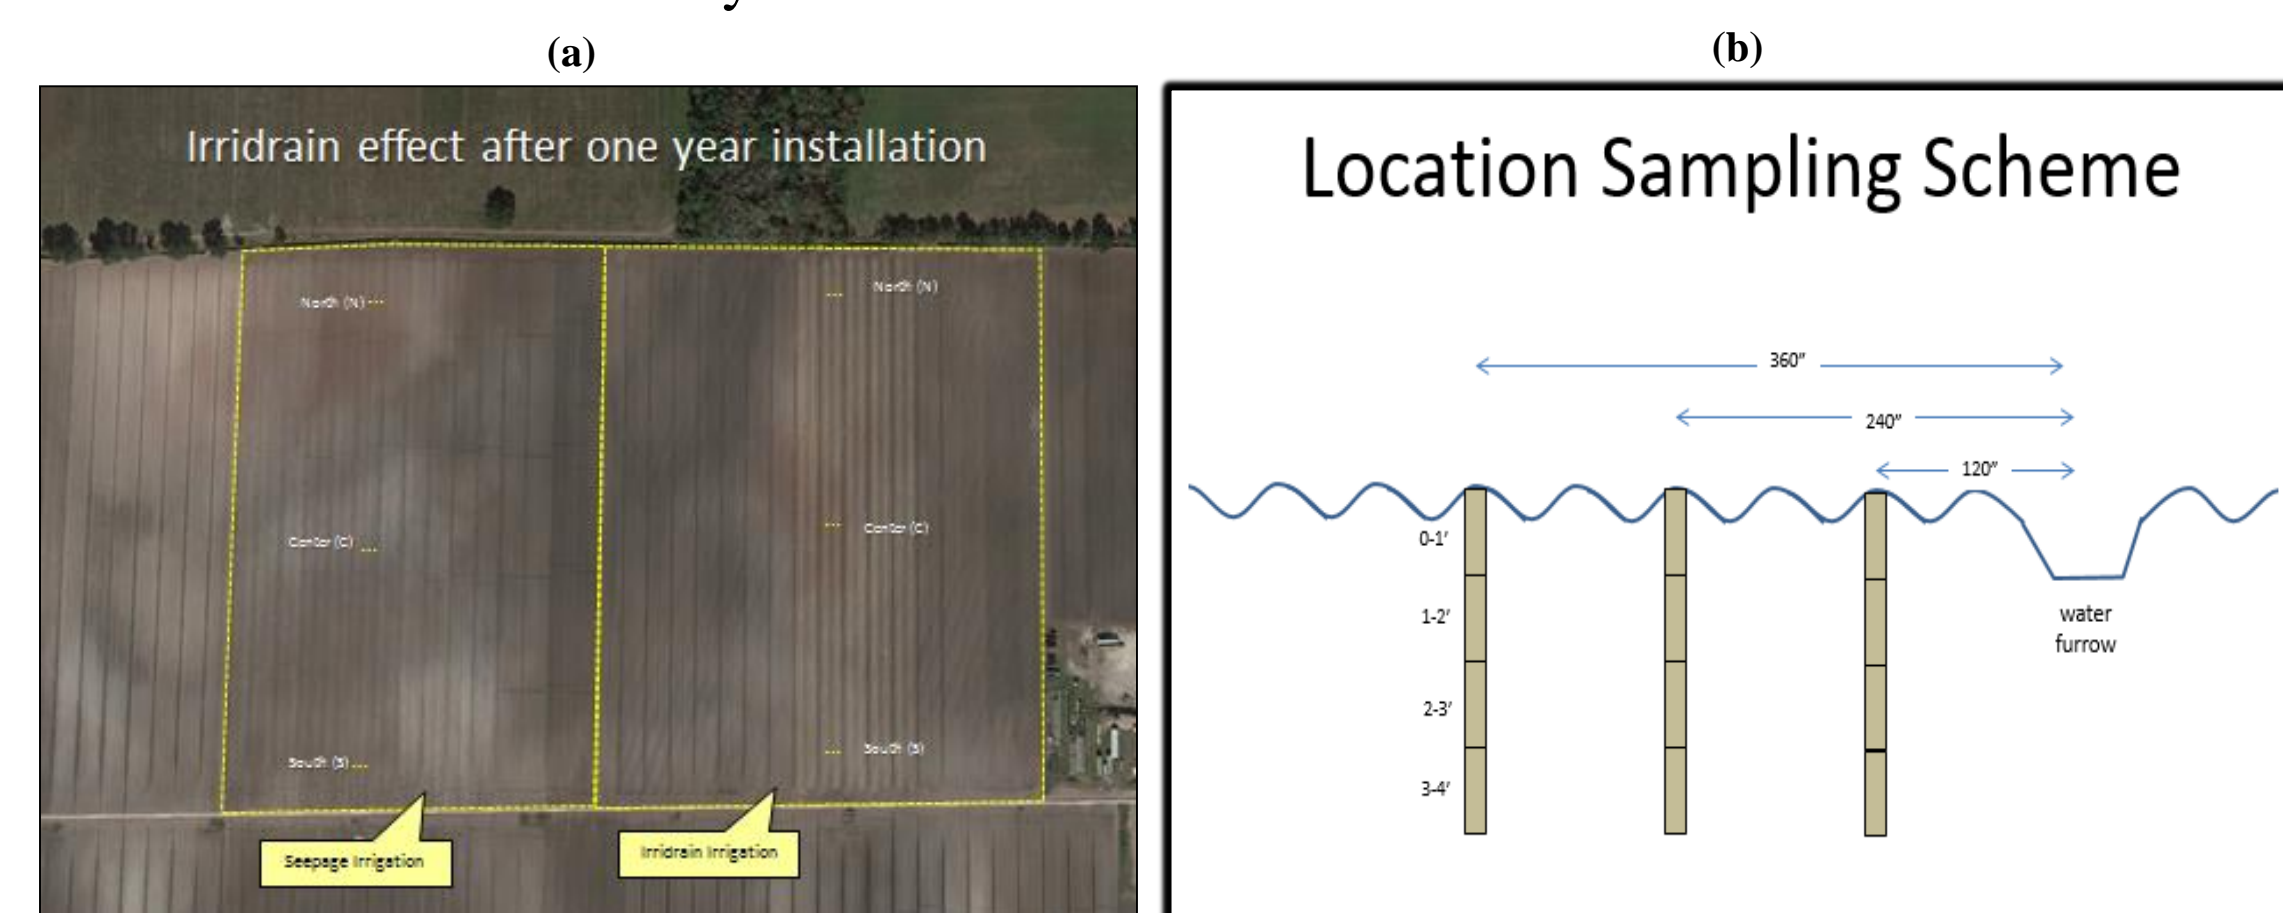 (a)
Irridrain effect after one year installation
North (N)
North (N)
Center (C)
Center (C)
South (S)
South (S)
Seepage Irrigation
Irridrain Irrigation
(b)
Location Sampling Scheme
360”
240”
120”
0-1’
1-2’
2-3’
3-4’
water
furrow